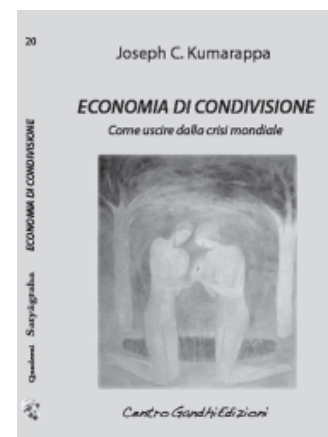 20
Quaderni Satyāgraha ECONOMIA DI CONDIVISIONE
Joseph C. Kumarappa
ECONOMIA DI CONDIVISIONE
Come uscire dalla crisi mondiale
Centro Gandhi Edizioni